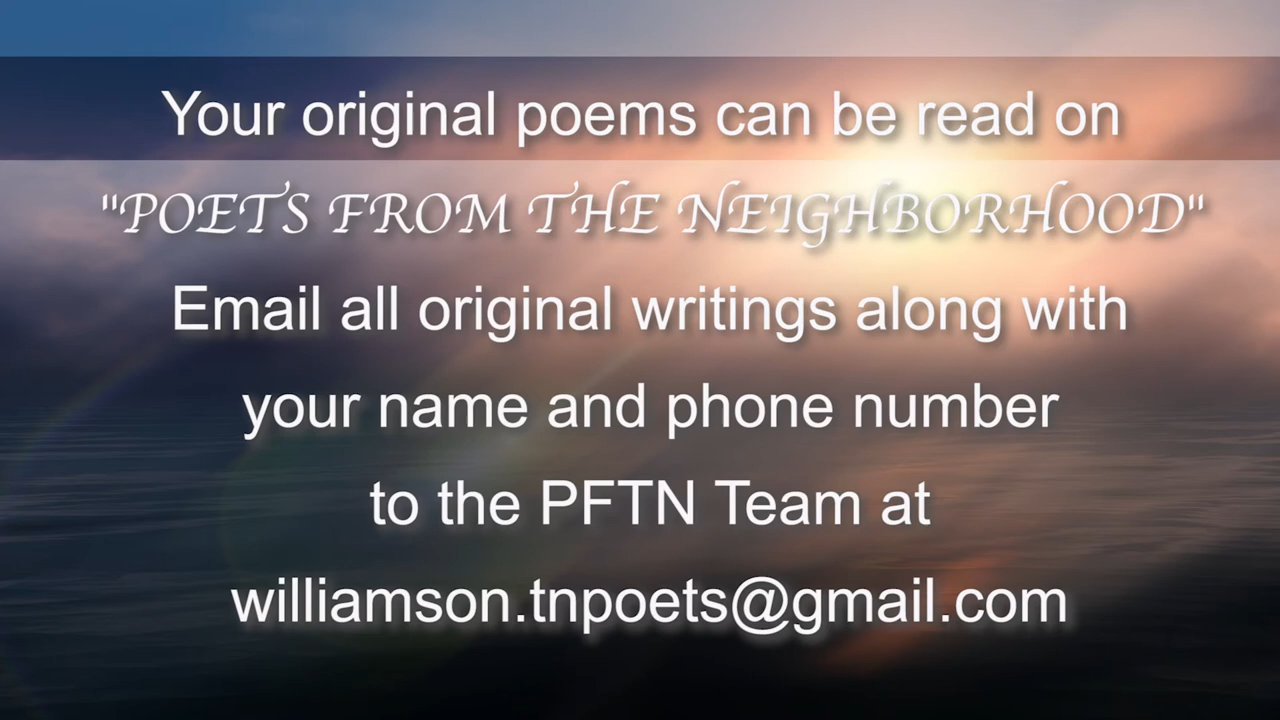 Your original poems can be read on
"POETS FROM THE NEIGHBORHOOD"
Email all original writings along with
your name and phone number
to the PFTN Team at
williamson.tnpoets@gmail.com